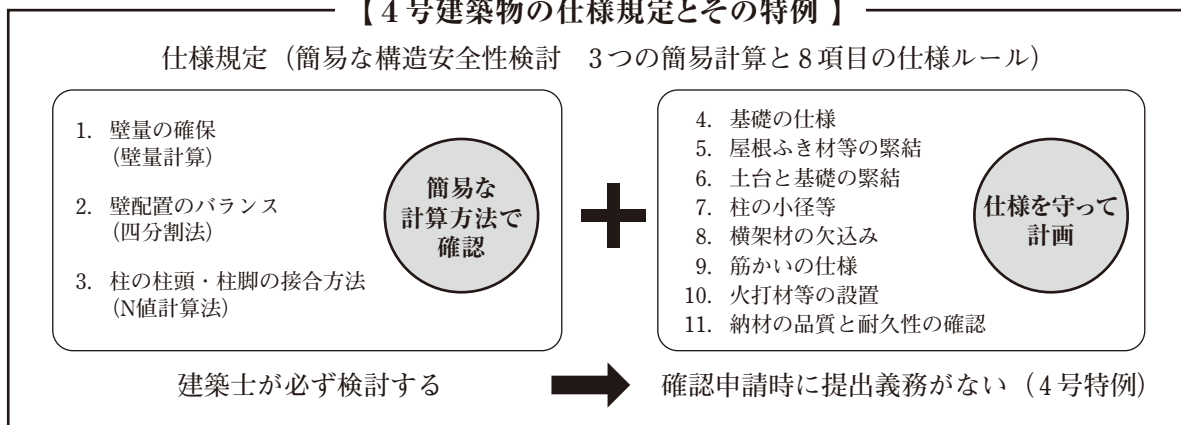 【４号建築物の仕様規定とその特例】
仕様規定（簡易な構造安全性検討　３つの簡易計算と８項目の仕様ルール）
1. 壁量の確保
(壁量計算)
2. 壁配置のバランス
(四分割法)
3. 柱の柱頭・柱脚の接合方法
(N値計算法)
簡易な
計算方法で
確認
+
4. 基礎の仕様
5. 屋根ふき材等の緊結
6. 土台と基礎の緊結
7. 柱の小径等
8. 横架材の欠込み
9. 筋かいの仕様
10. 火打材等の設置
11. 納材の品質と耐久性の確認
仕様を守って
計画
建築士が必ず検討する
確認申請時に提出義務がない（４号特例）